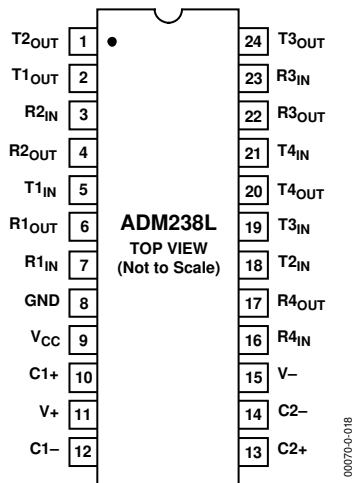 T2OUT 1 24 T3OUT
T1OUT 2 23 R3IN
R2IN 3 22 R3OUT
R2OUT 4 21 T4IN
T1IN 5 20 T4OUT
R1OUT 6 ADM238L 19 T3IN
TOP VIEW
R1IN 7 (Not to Scale) 18 T2IN
GND 8 17 R4OUT
VCC 9 16 R4IN
C1+ 10 15 V–
V+ 11 14 C2–
C1– 12 13 C2+
00070-0-018